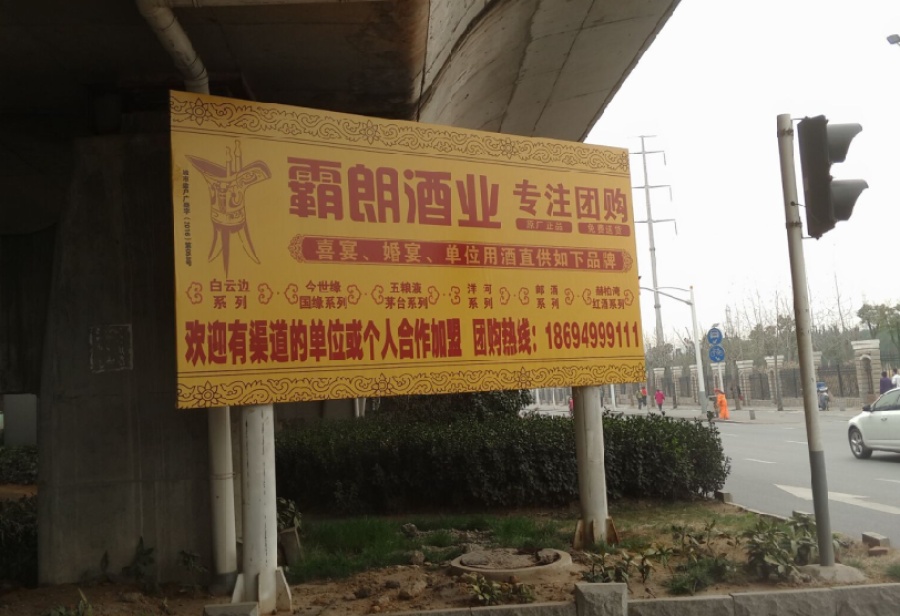 霸朗酒业 专注团购
原厂正品 免费送货
喜宴、婚宴、单位用酒直供如下品牌
白云边系列
今世缘国缘系列
五粮液茅台系列
洋河系列
郎酒系列
红酒系列
欢迎有渠道的单位或个人合作加盟 团购热线：18694999111